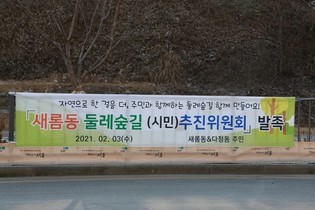 자연으로 한 걸음 더, 주민과 함께하는 둘레숲길 함께 만들어요!
「새롬동 둘레숲길 (시민)추진위원회」 발족
2021. 02. 03(수) 새롬동&다정동 주민